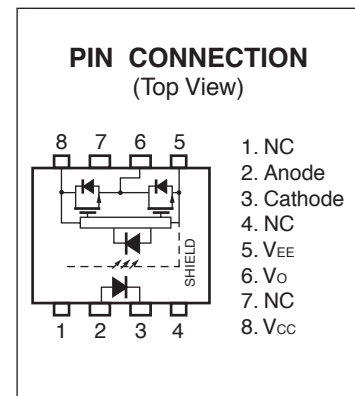 PIN CONNECTION
(Top View)
8 7 6 5
SHIELD
1 2 3 4
1. NC
2. Anode
3. Cathode
4. NC
5. VEE
6. VO
7. NC
8. VCC